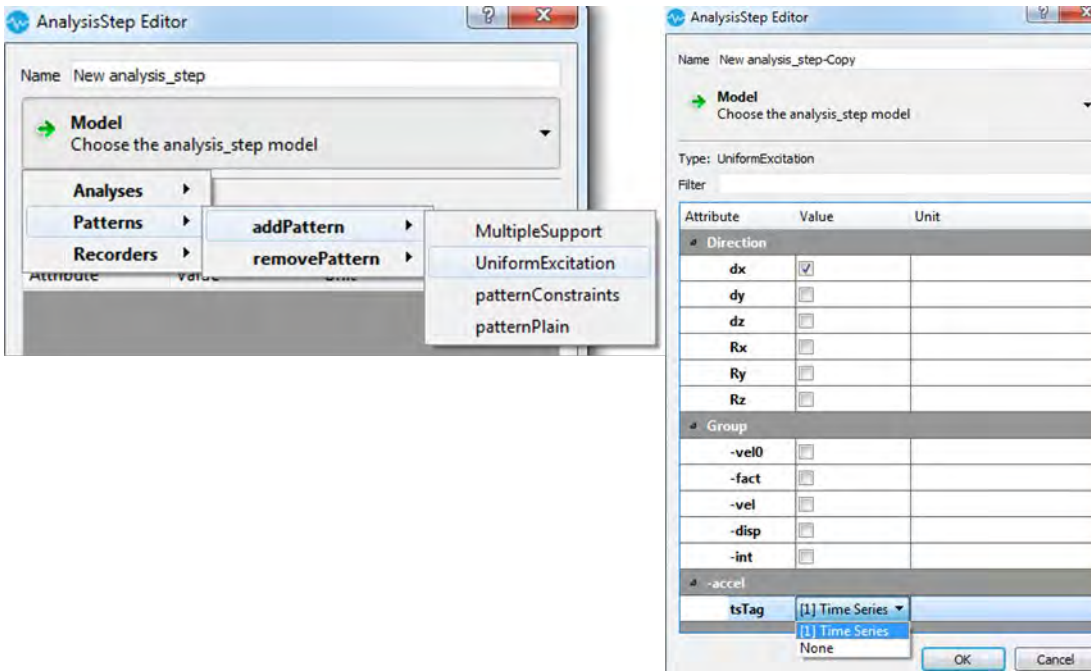 AnalysisStep Editor
Name New analysis_step
Model
Choose the analysis_step model
Analyses
Patterns
Recorders
addPattern
removePattern
MultipleSupport
UniformExcitation
patternConstraints
patternPlain
Attribute Value Unit
AnalysisStep Editor
Name New analysis_step-Copy
Model
Choose the analysis_step model
Type: UniformExcitation
Filter
Attribute Value Unit
Direction
dx
dy
dz
Rx
Ry
Rz
Group
-vel0
-fact
-vel
-disp
-int
-accel
tsTag [1] Time Series
[1] Time Series
None
OK Cancel